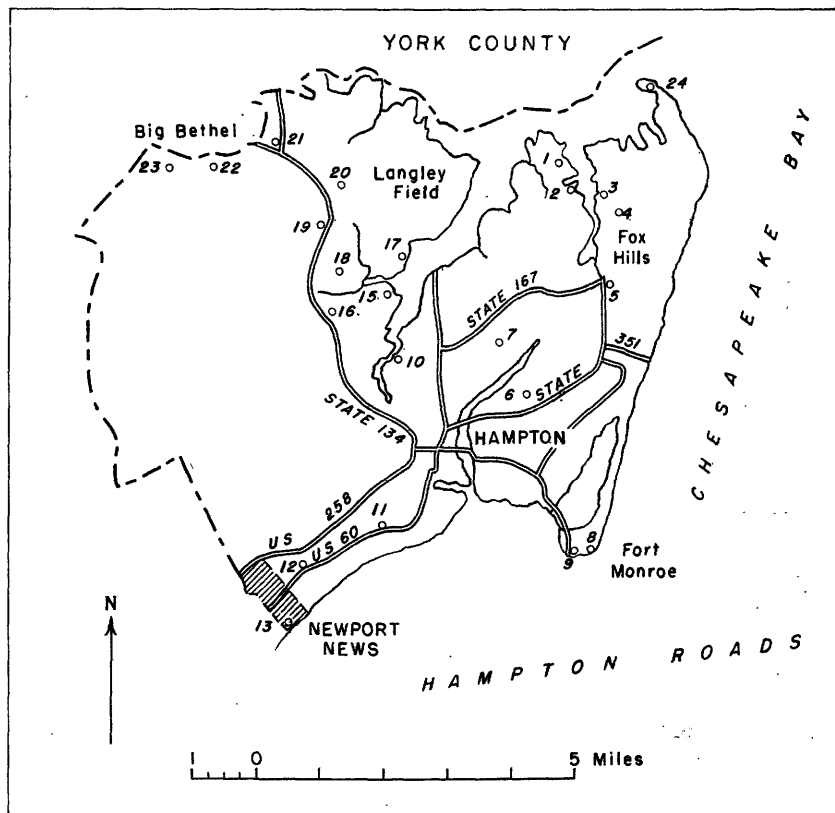 YORK COUNTY
24
Big Bethel
21
1
23
22
20
Langley
Field
12
3
4
19
Fox
Hills
17
18
15
STATE 167
5
16
7
351
10
STATE
6
STATE 134
HAMPTON
CHESAPEAKE BAY
258
11
US
US 60
12
8
9
Fort
Monroe
N
13
NEWPORT
NEWS
HAMPTON ROADS
1 0 5 Miles